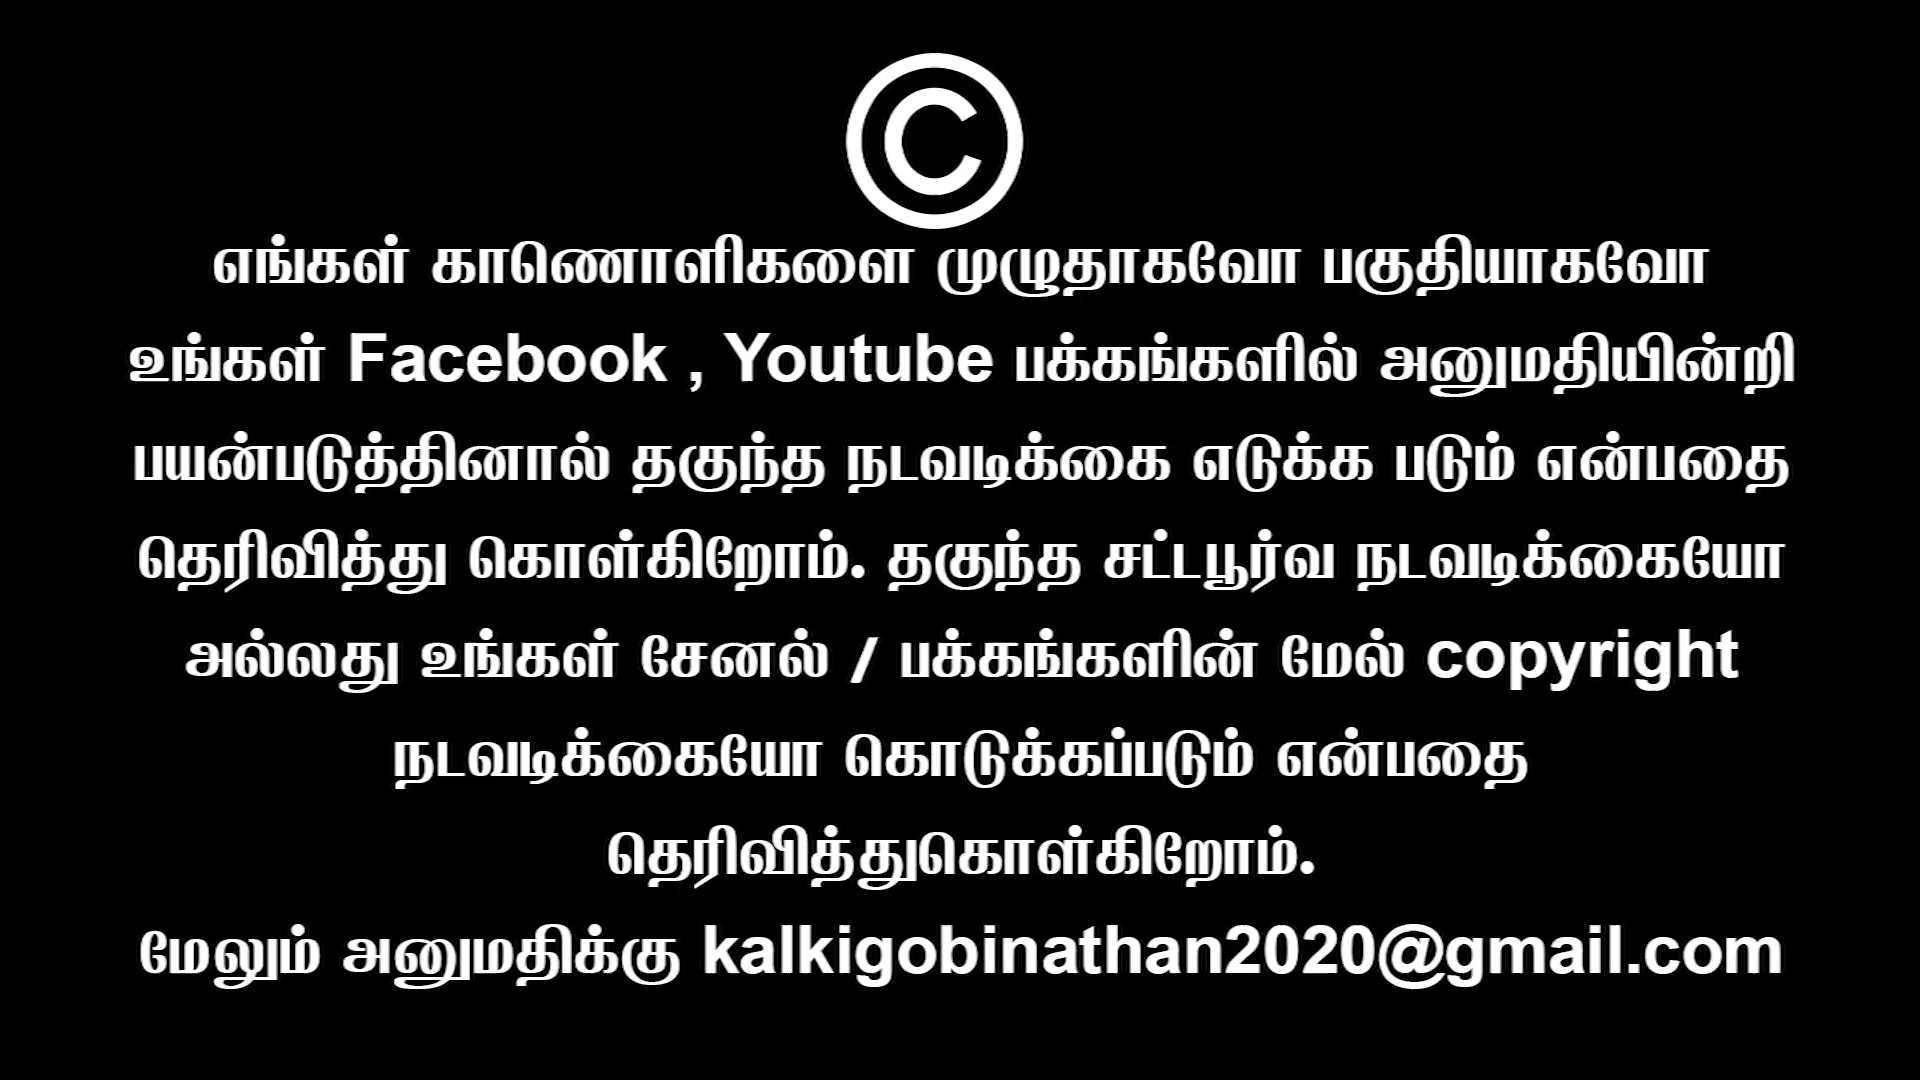 ©
எங்கள் காணொளிகளை முழுதாகவோ பகுதியாகவோ
உங்கள் Facebook , Youtube பக்கங்களில் அனுமதியின்றி
பயன்படுத்தினால் தகுந்த நடவடிக்கை எடுக்க படும் என்பதை
தெரிவித்து கொள்கிறோம். தகுந்த சட்டபூர்வ நடவடிக்கையோ
அல்லது உங்கள் சேனல் / பக்கங்களின் மேல் copyright
நடவடிக்கையோ கொடுக்கப்படும் என்பதை
தெரிவித்துகொள்கிறோம்.
மேலும் அனுமதிக்கு kalkigobinathan2020@gmail.com